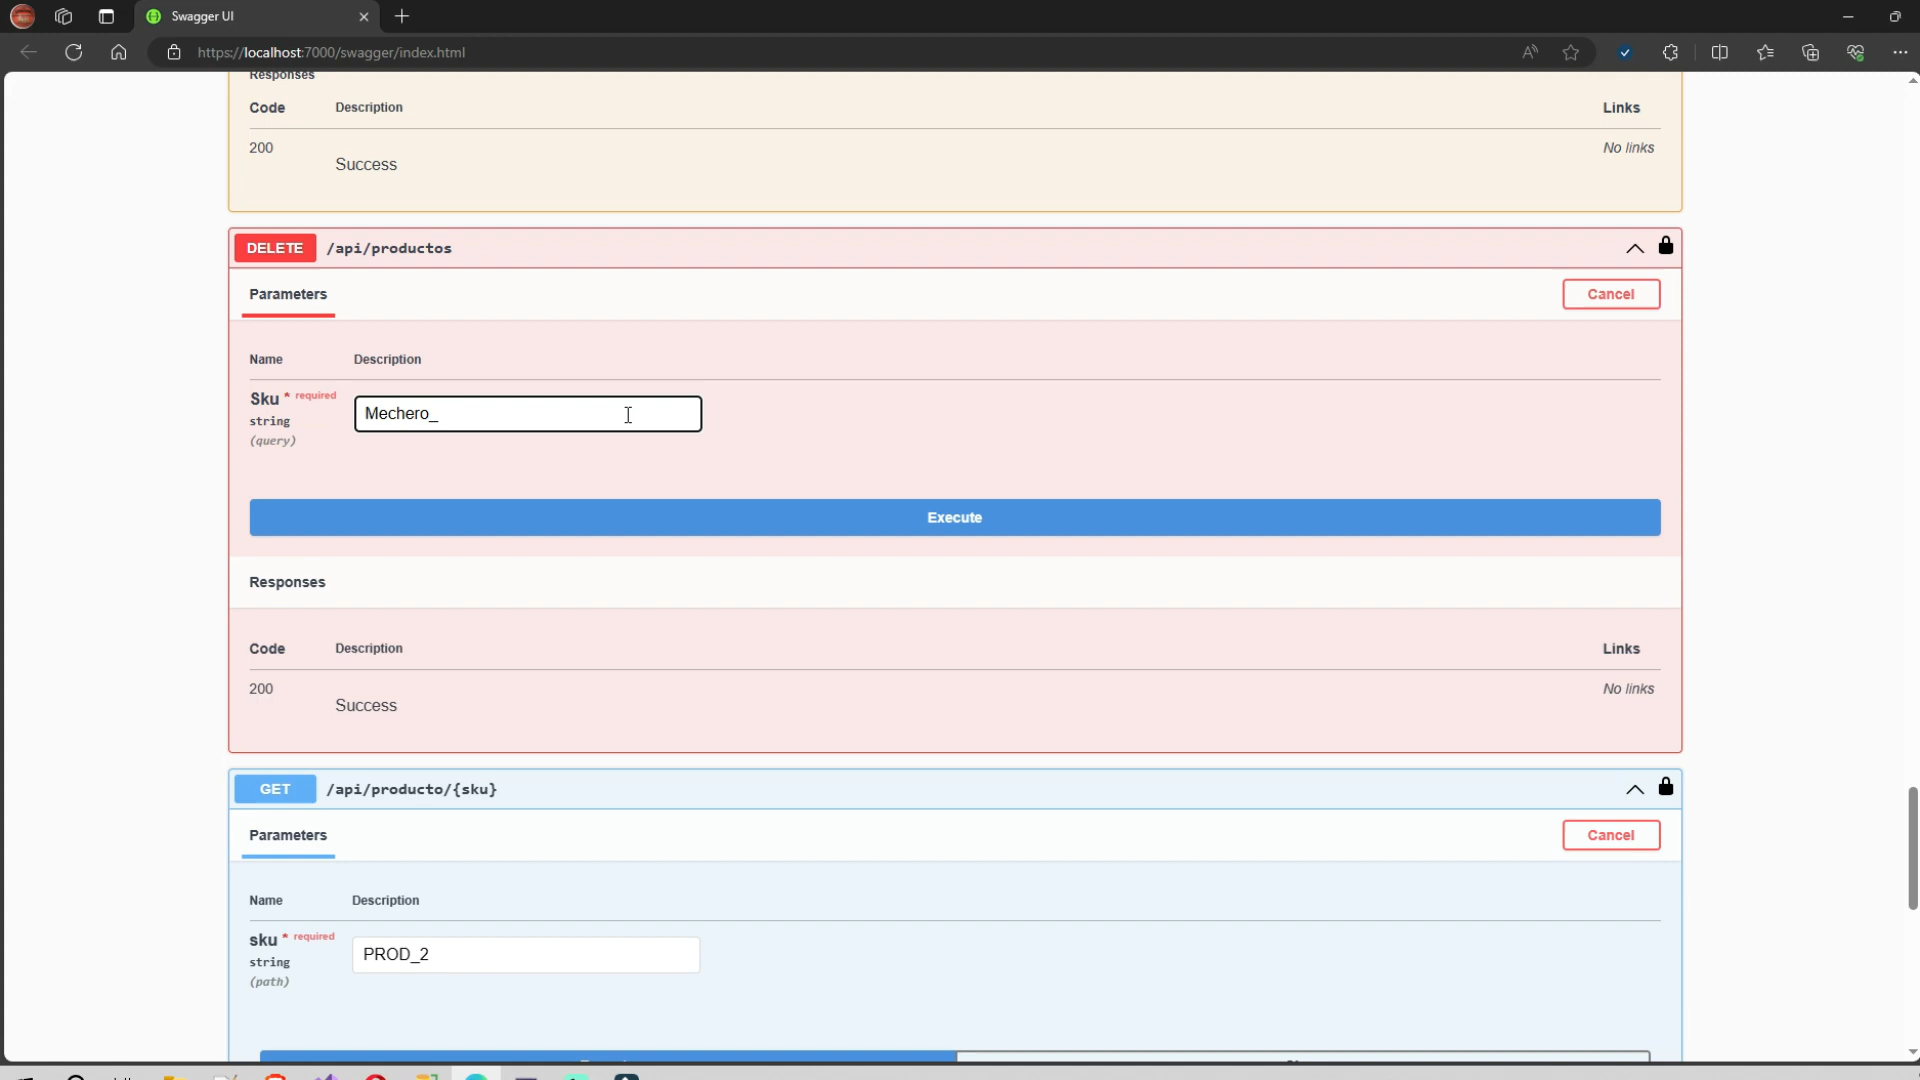 Swagger UI
https://localhost:7000/swagger/index.html
Responses
Code Description Links
200 No links
Success
DELETE /api/productos
Parameters Cancel
Name Description
Sku * required
Mechero_
string
(query)
Execute
Responses
Code Description Links
200 No links
Success
GET /api/producto/{sku}
Parameters Cancel
Name Description
sku * required
PROD_2
string
(path)